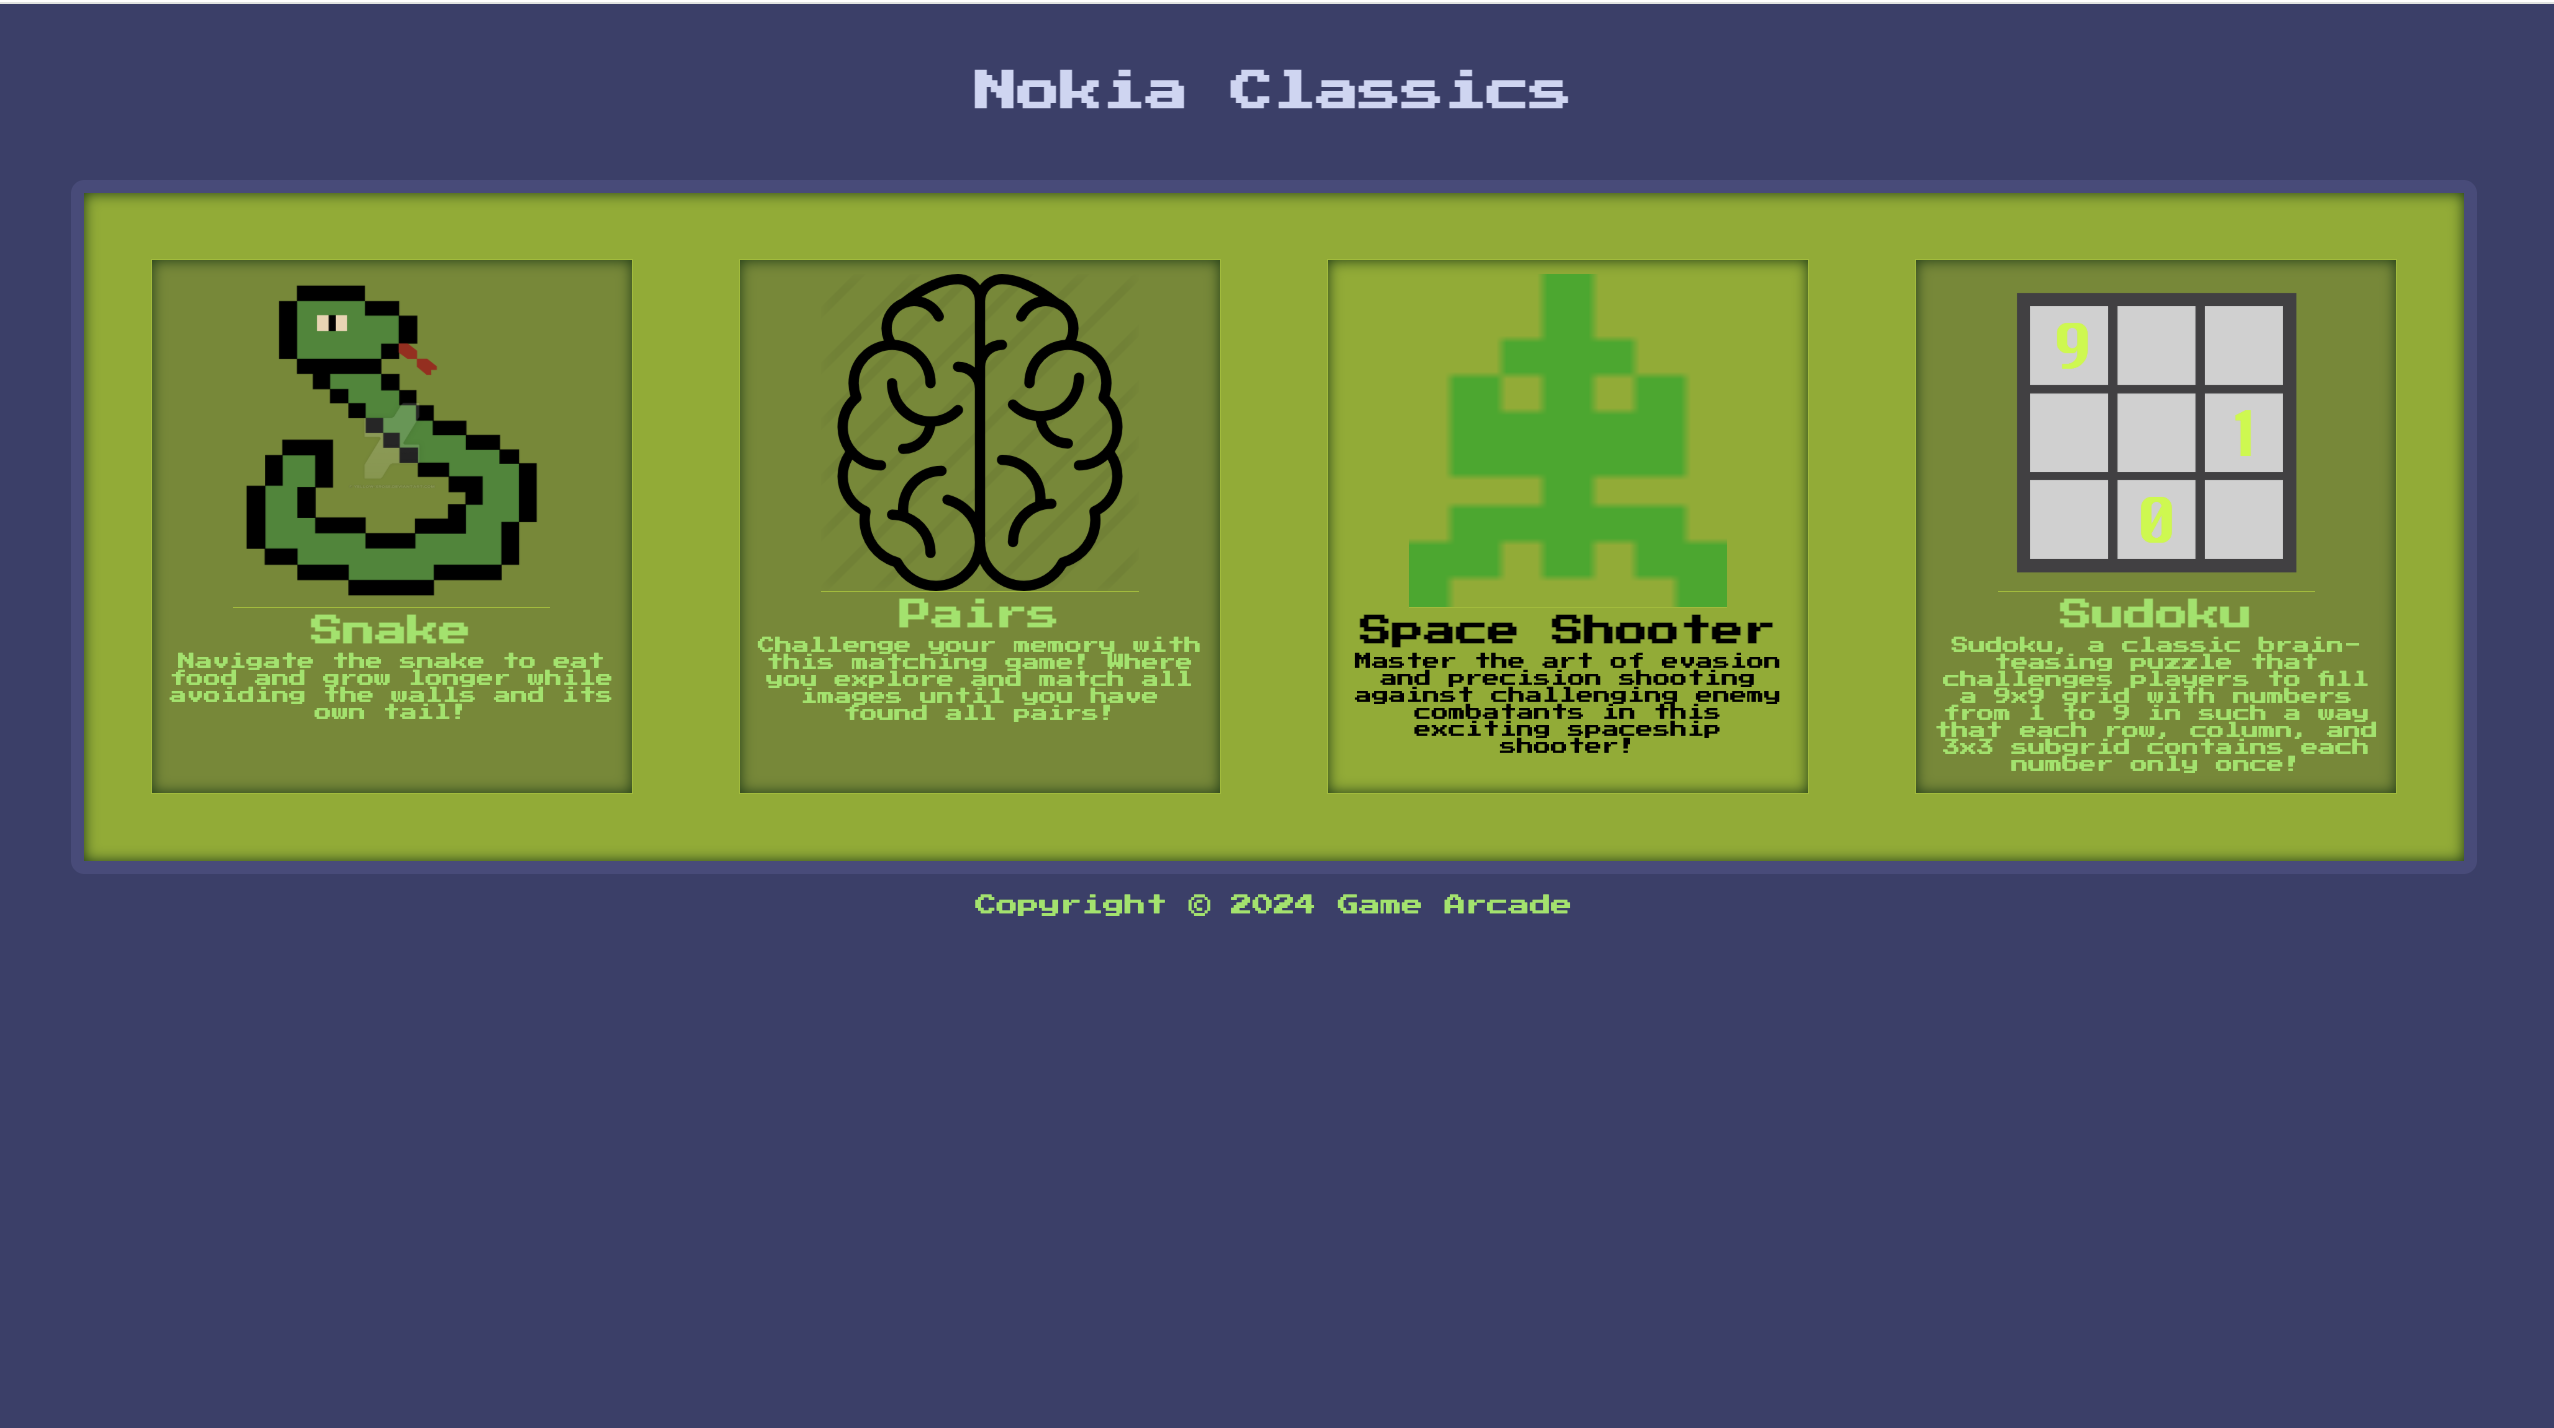 Nokia Classics
9
1
0
Snake
Navigate the snake to eat
food and grow longer while
avoiding the walls and its
own tail!
Pairs
Challenge your memory with
this matching game! Where
you explore and match all
images until you have
found all pairs!
Space Shooter
Master the art of evasion
and precision shooting
against challenging enemy
combatants in this
exciting spaceship
shooter!
Sudoku
Sudoku, a classic brain-
teasing puzzle that
challenges players to fill
a 9x9 grid with numbers
from 1 to 9 in such a way
that each row, column, and
3x3 subgrid contains each
number only once!
Copyright © 2024 Game Arcade